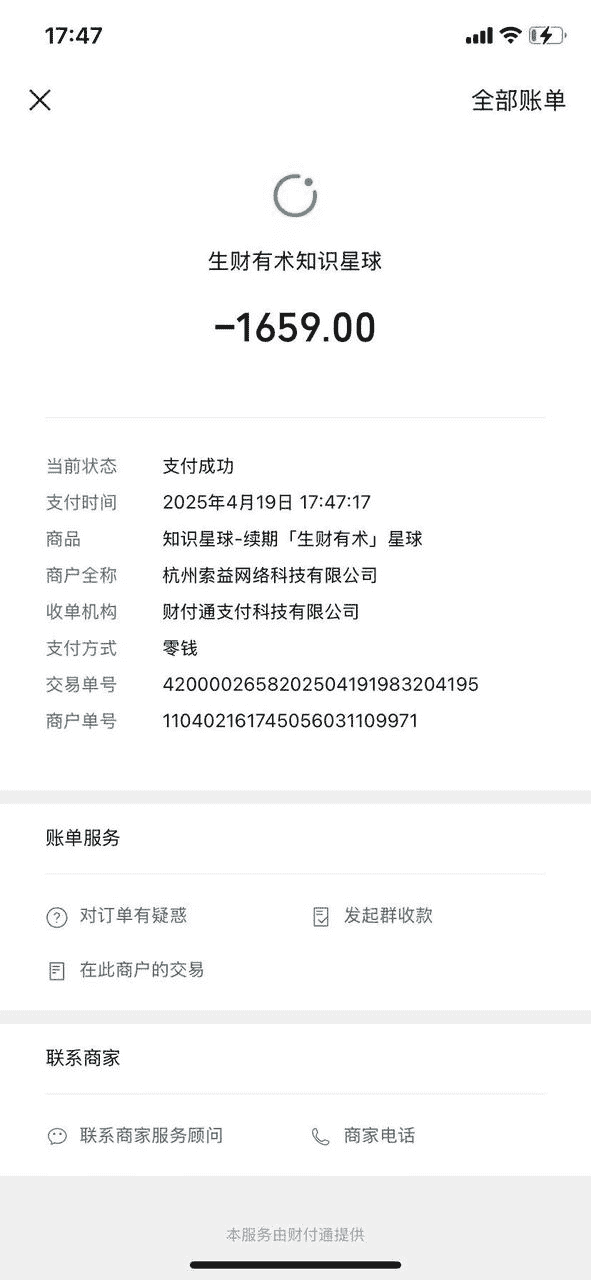 17:47
全部账单
生财有术知识星球
-1659.00
当前状态 支付成功
支付时间 2025年4月19日 17:47:17
商品 知识星球-续期「生财有术」星球
商户全称 杭州索益网络科技有限公司
收单机构 财付通支付科技有限公司
支付方式 零钱
交易单号 4200002658202504191983204195
商户单号 110402161745056031109971
账单服务
对订单有疑惑 发起群收款
在此商户的交易
联系商家
联系商家服务顾问 商家电话
本服务由财付通提供